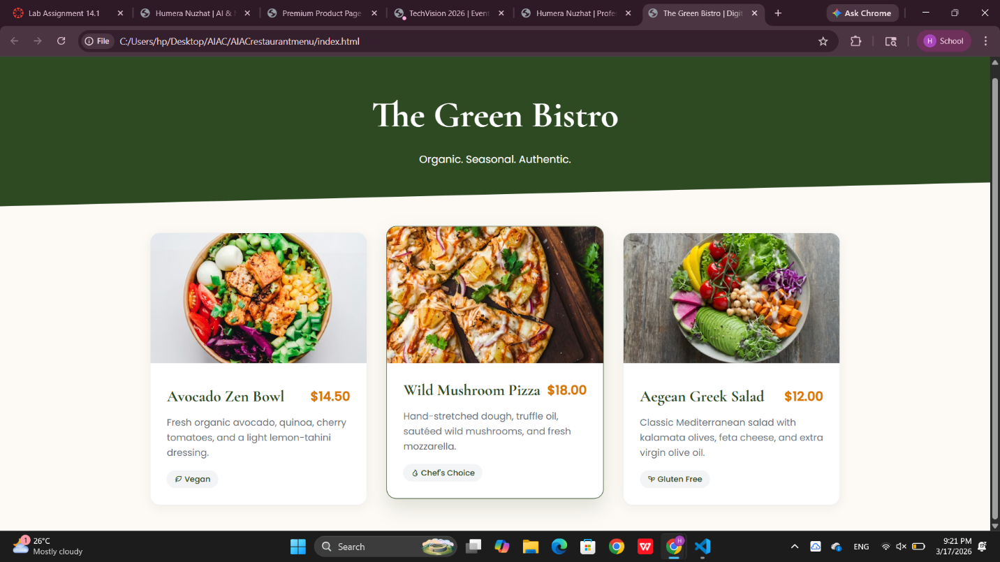 Lab Assignment 14.1
Humera Nuzhat | AI &
Premium Product Page
TechVision 2026 | Event
Humera Nuzhat | Profes
The Green Bistro | Digit
Ask Chrome
File
C:/Users/hp/Desktop/AIAC/AIACrestaurantmenu/index.html
H
School
The Green Bistro
Organic. Seasonal. Authentic.
Avocado Zen Bowl $14.50
Fresh organic avocado, quinoa, cherry
tomatoes, and a light lemon-tahini
dressing.
Vegan
Wild Mushroom Pizza $18.00
Hand-stretched dough, truffle oil,
sautéed wild mushrooms, and fresh
mozzarella.
Chef's Choice
Aegean Greek Salad $12.00
Classic Mediterranean salad with
kalamata olives, feta cheese, and extra
virgin olive oil.
Gluten Free
1
26°C
Mostly cloudy
Search
H
ENG
9:21 PM
3/17/2026